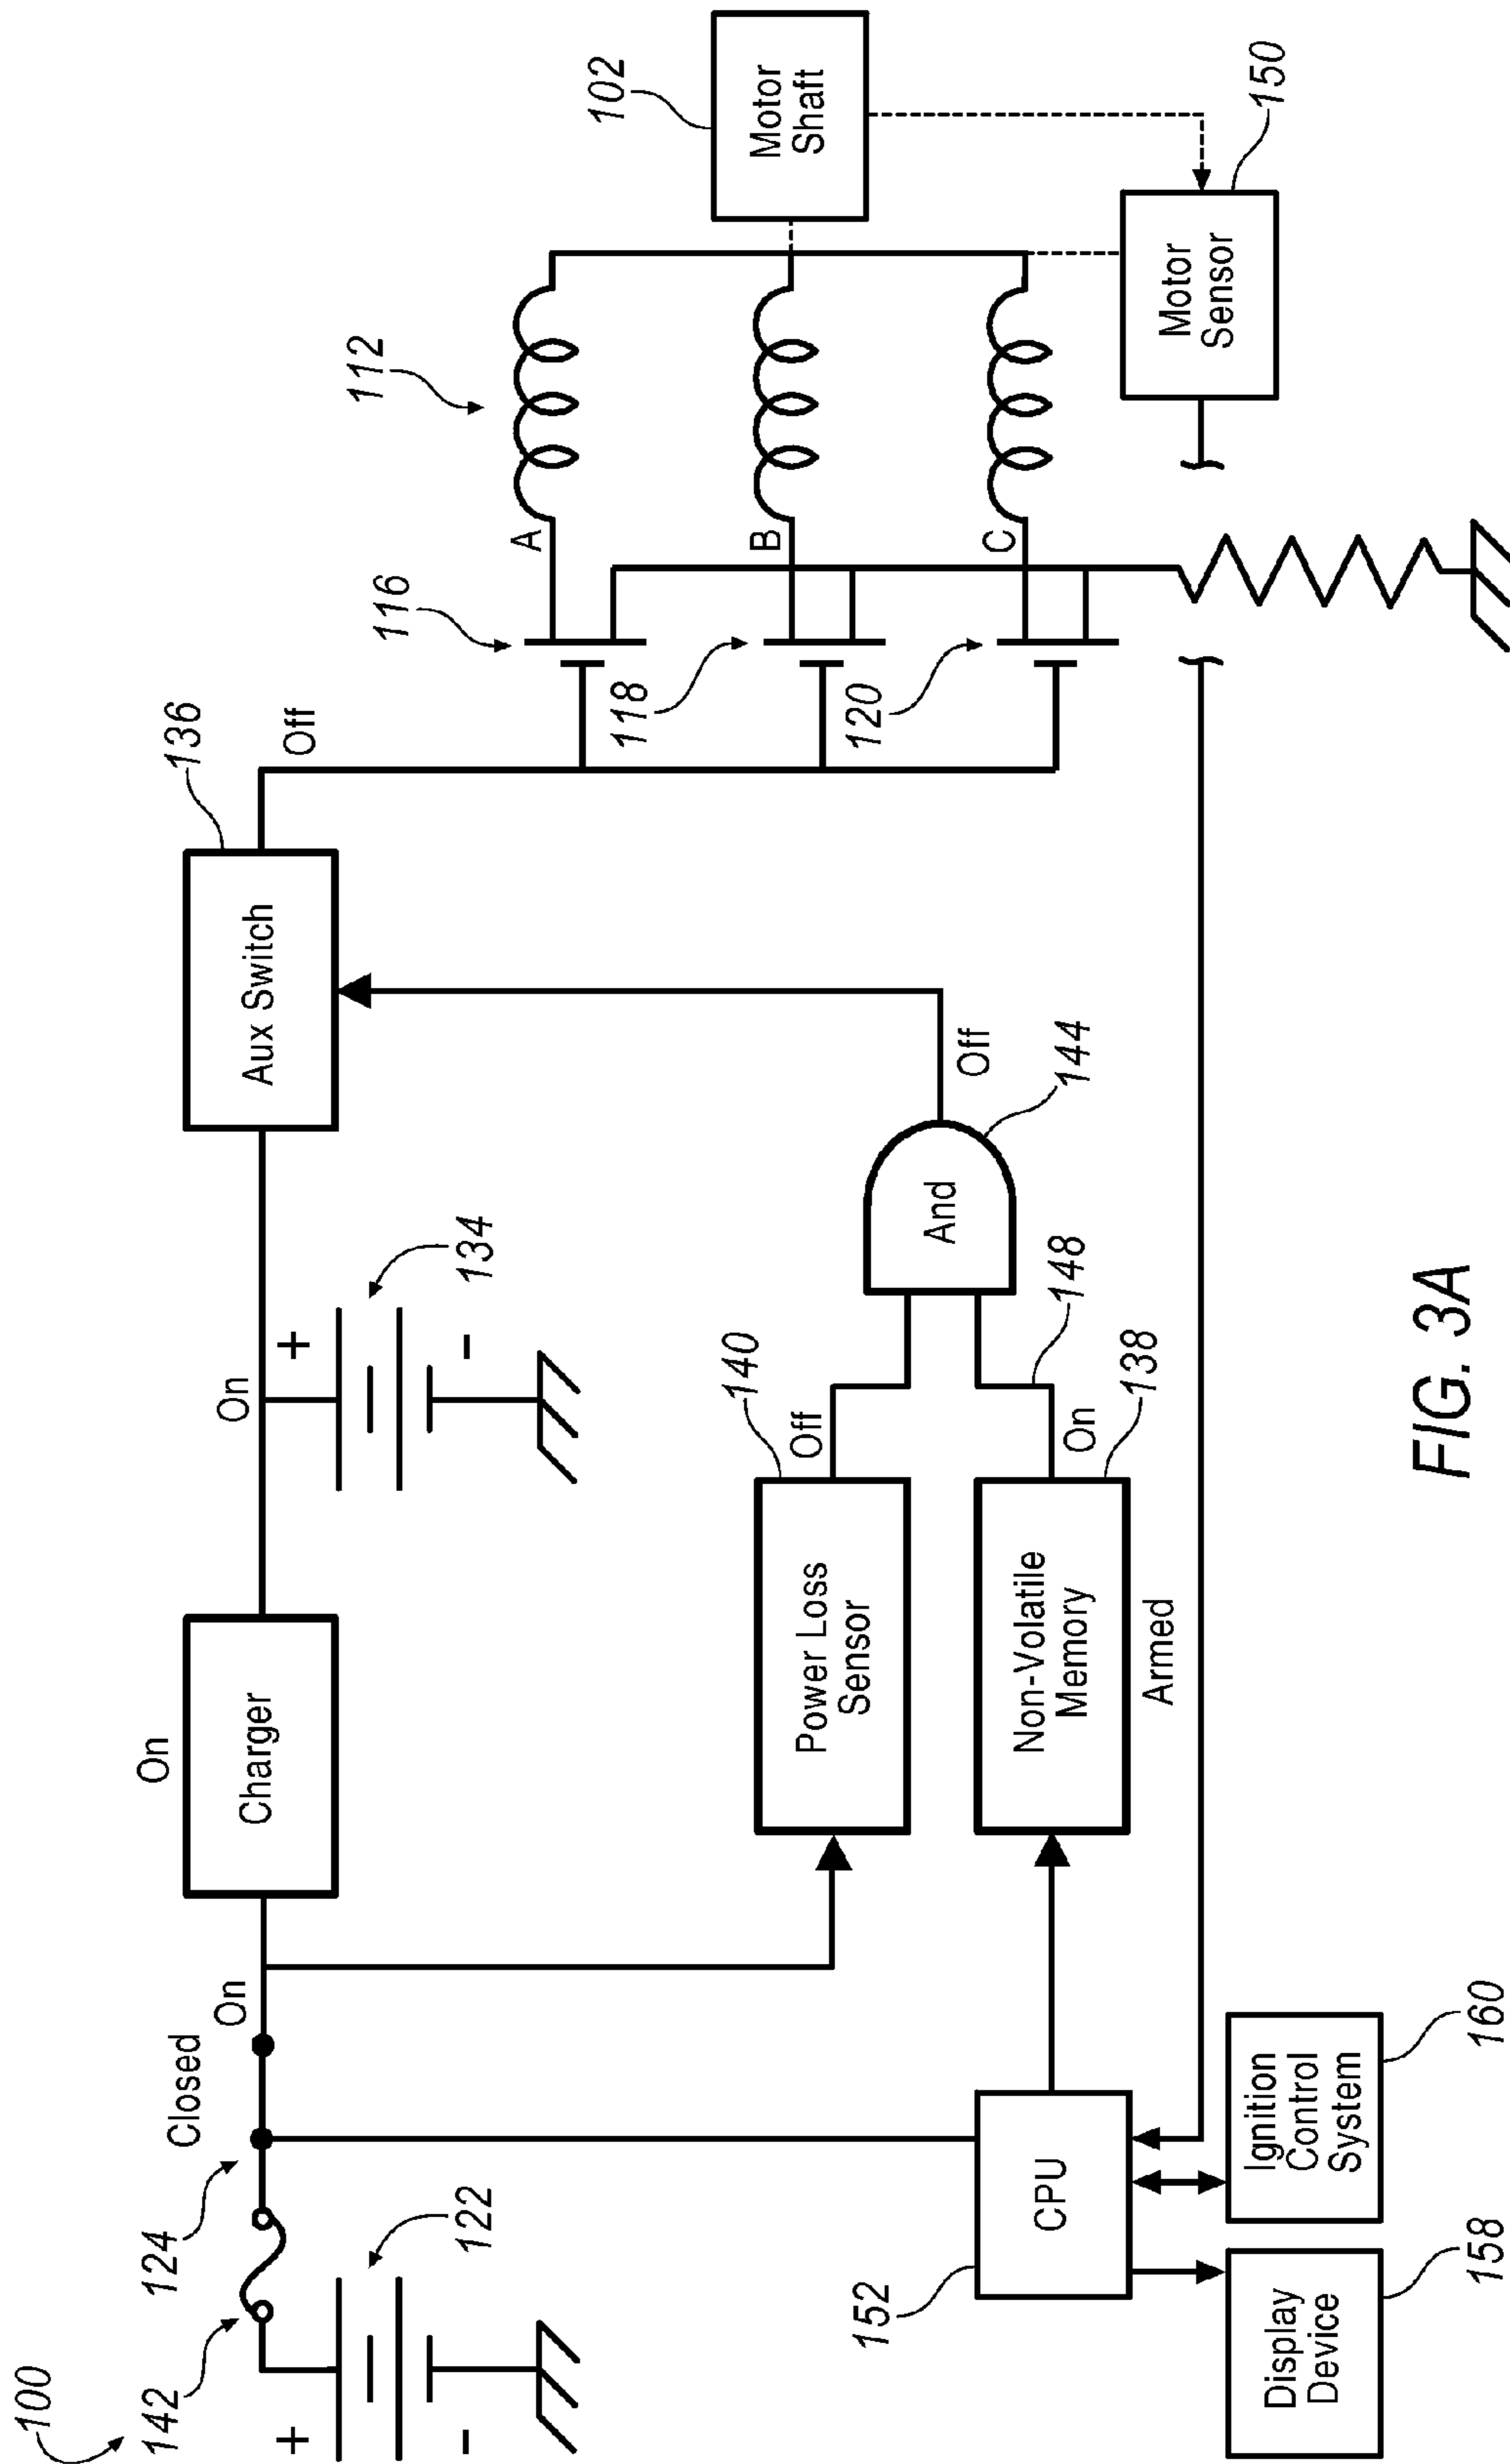 100
142
124
Closed
On
+
-
122
On
Charger
On
+
-
134
Aux Switch
136
Off
116
118
120
A
B
C
112
102
Motor
Shaft
Motor
Sensor
150
Power Loss
Sensor
140
Off
Non-Volatile
Memory
Armed
138
On
148
And
144
Off
CPU
152
Display
Device
158
Ignition
Control
System
160
FIG. 3A